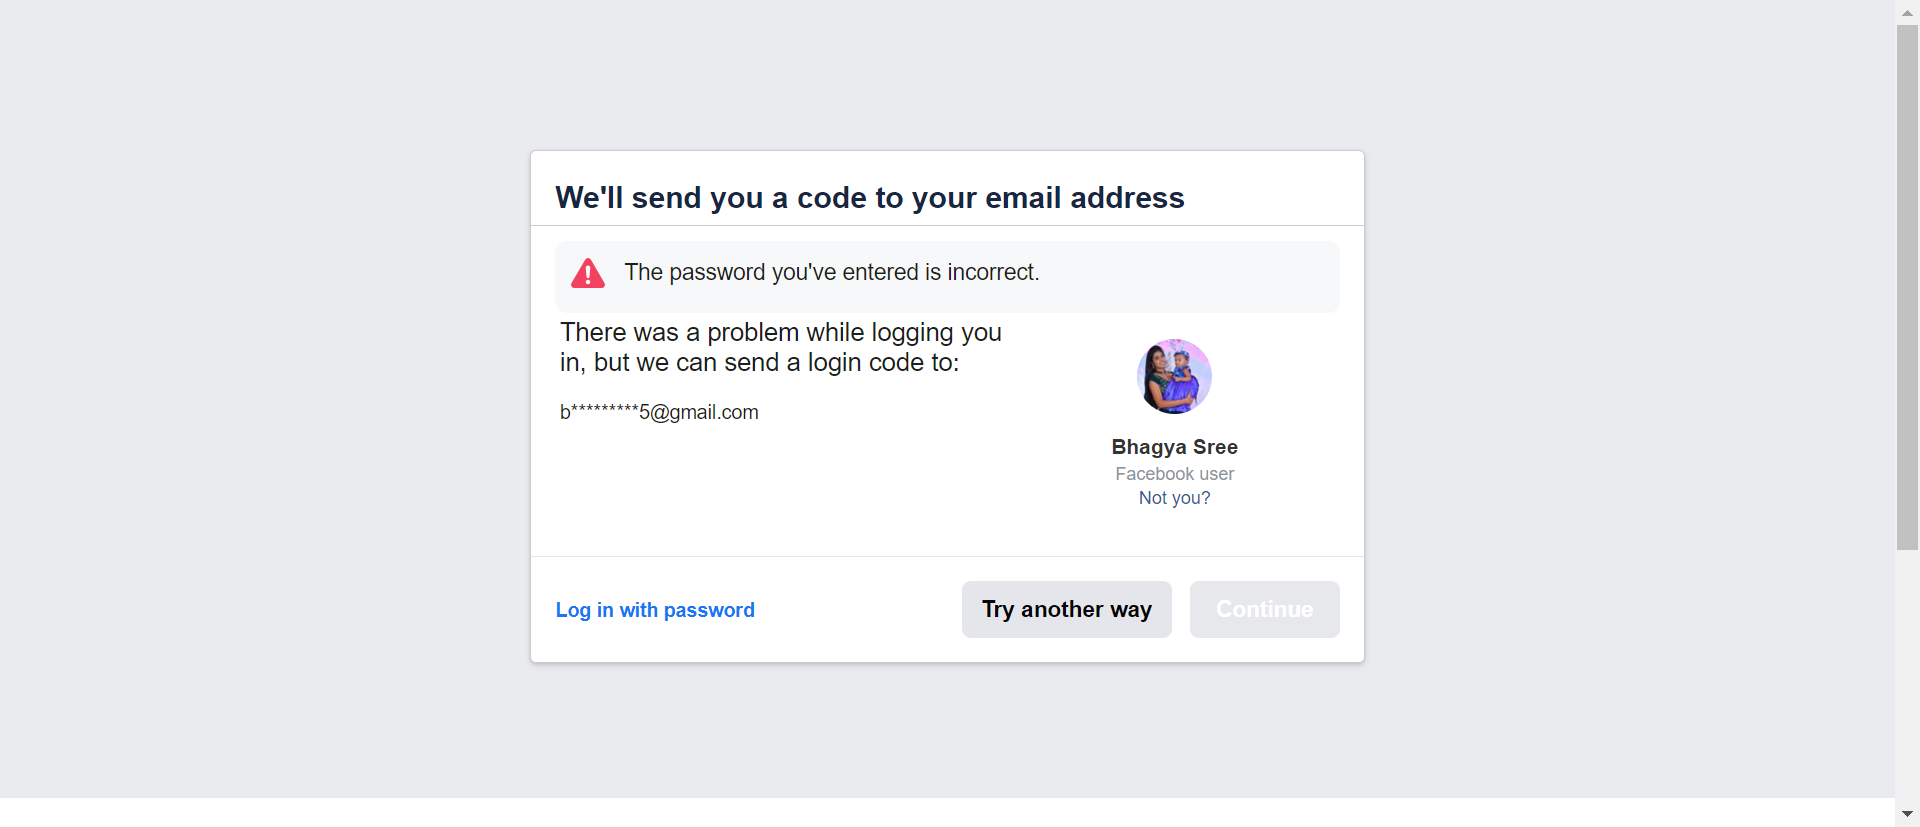 We'll send you a code to your email address
The password you've entered is incorrect.
There was a problem while logging you
in, but we can send a login code to:
b*********5@gmail.com
Bhagya Sree
Facebook user
Not you?
Log in with password
Try another way
Continue